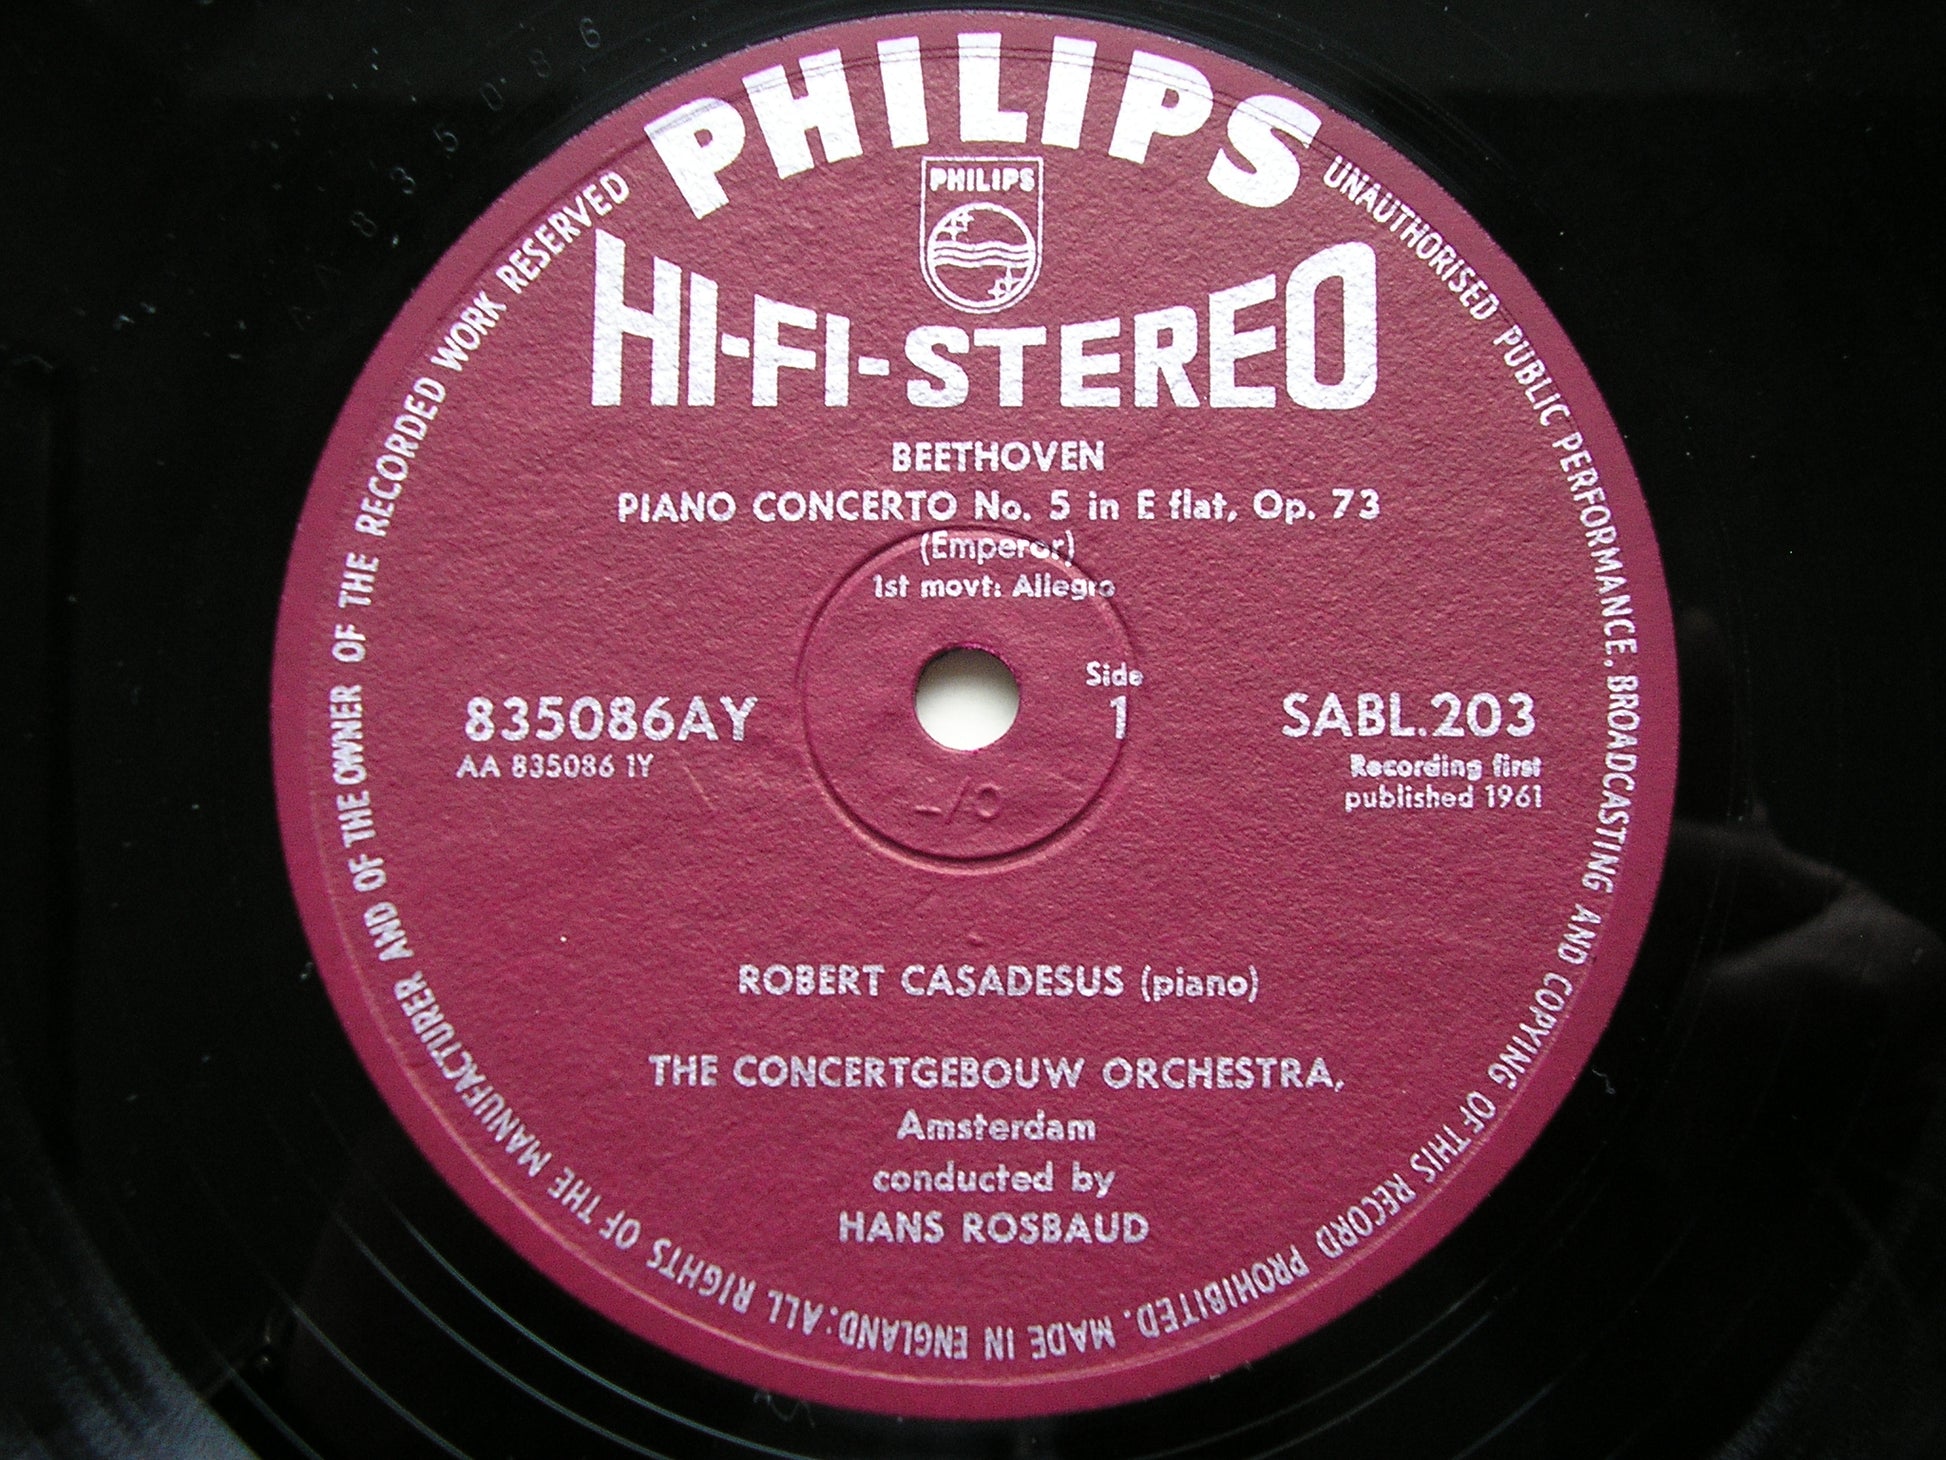 PHILIPS
PHILIPS
HI-FI-STEREO
BEETHOVEN
PIANO CONCERTO No. 5 in E flat, Op. 73
(Emperor)
1st movt: Allegro
Side
1
835086AY
AA 835086 1Y
SABL.203
Recording first
published 1961
-/O
ROBERT CASADESUS (piano)
THE CONCERTGEBOUW ORCHESTRA,
Amsterdam
conducted by
HANS ROSBAUD
MADE IN ENGLAND: ALL RIGHTS OF THE MANUFACTURER AND OF THE OWNER OF THE RECORDED WORK RESERVED
UNAUTHORISED PUBLIC PERFORMANCE, BROADCASTING AND COPYING OF THIS RECORD PROHIBITED.
835086